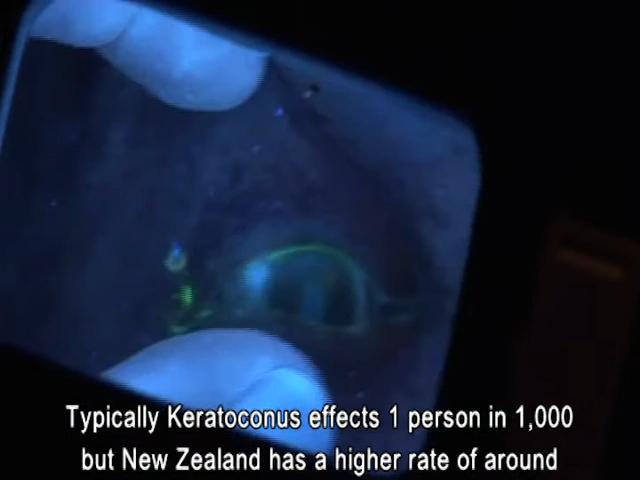 Typically Keratoconus effects 1 person in 1,000
but New Zealand has a higher rate of around